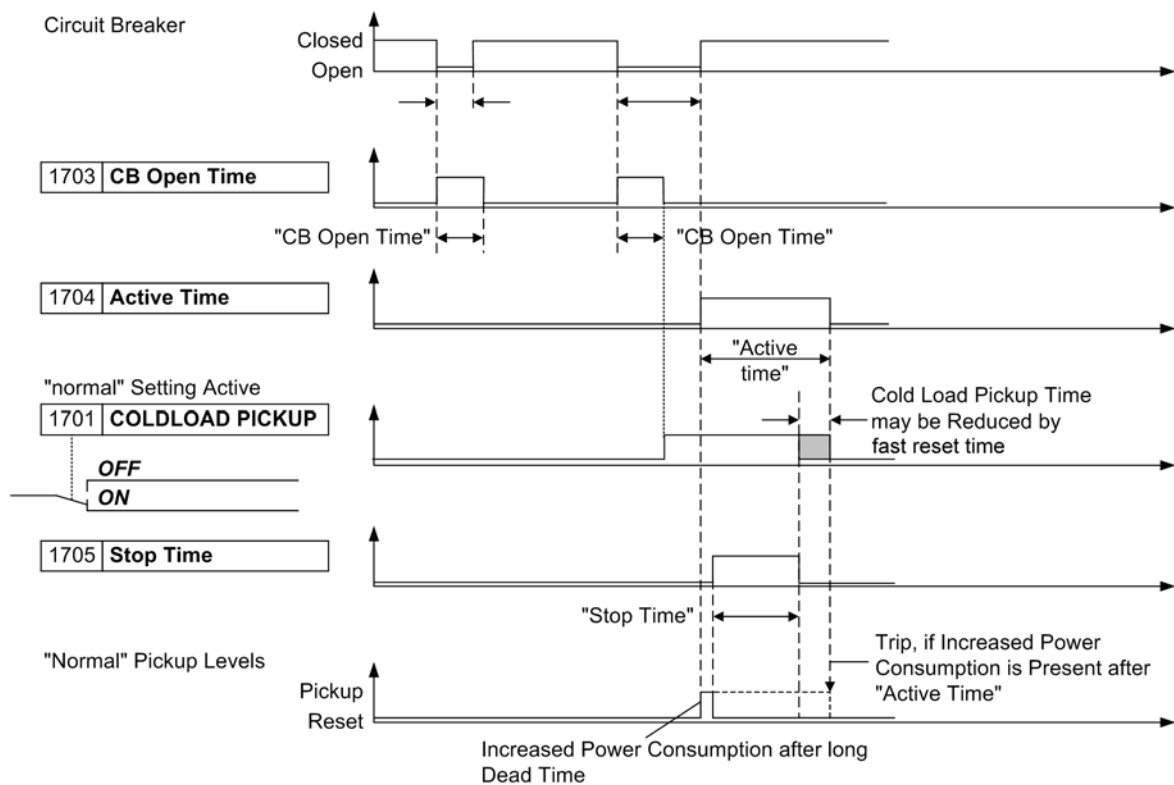 Circuit Breaker
Closed
Open
1703 CB Open Time
"CB Open Time"
"CB Open Time"
1704 Active Time
"Active
time"
"normal" Setting Active
1701 COLDLOAD PICKUP
OFF
ON
Cold Load Pickup Time
may be Reduced by
fast reset time
1705 Stop Time
"Stop Time"
"Normal" Pickup Levels
Pickup
Reset
Trip, if Increased Power
Consumption is Present after
"Active Time"
Increased Power Consumption after long
Dead Time